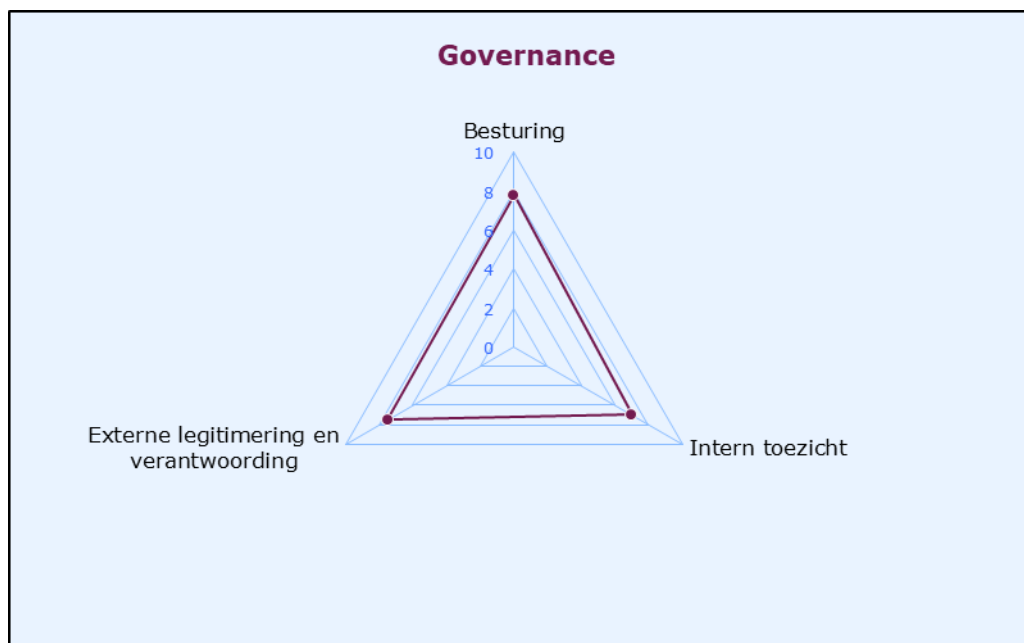 Governance
Besturing
10
8
6
4
2
0
Externe legitimering en
verantwoording
Intern toezicht